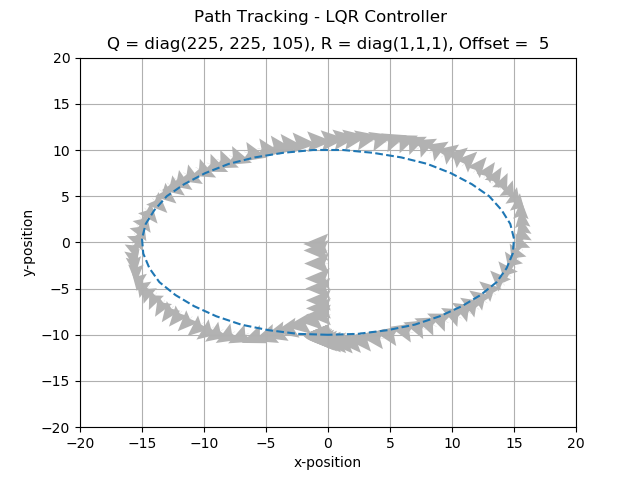 Path Tracking - LQR Controller
Q = diag(225, 225, 105), R = diag(1,1,1), Offset =  5
20
15
10
5
0
−5
−10
−15
−20
y-position
−20 −15 −10 −5 0 5 10 15 20
x-position